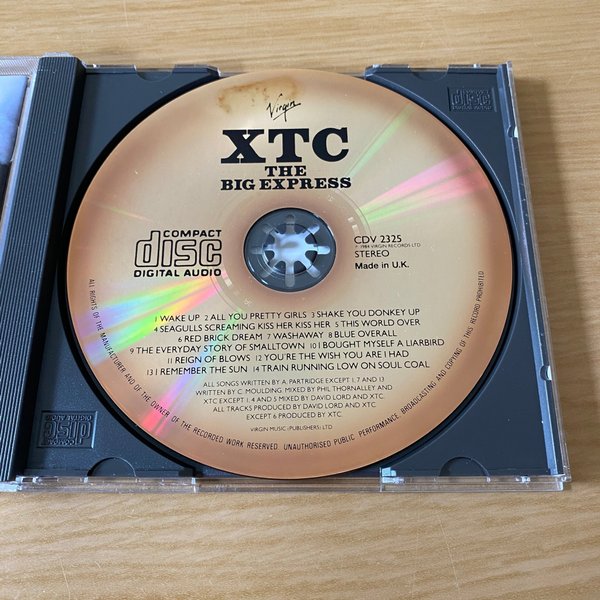 Virgin
XTC
THE
BIG EXPRESS
COMPACT
disc
DIGITAL AUDIO
CDV 2325
℗ 1984 VIRGIN RECORDS LTD
STEREO
Made in U.K.
1 WAKE UP 2 ALL YOU PRETTY GIRLS 3 SHAKE YOU DONKEY UP
4 SEAGULLS SCREAMING KISS HER KISS HER 5 THIS WORLD OVER
6 RED BRICK DREAM 7 WASHAWAY 8 BLUE OVERALL
9 THE EVERYDAY STORY OF SMALLTOWN 10 I BOUGHT MYSELF A LIARBIRD
11 REIGN OF BLOWS 12 YOU'RE THE WISH YOU ARE I HAD
13 I REMEMBER THE SUN 14 TRAIN RUNNING LOW ON SOUL COAL
ALL SONGS WRITTEN BY A. PARTRIDGE EXCEPT 1, 7 AND 13
WRITTEN BY C. MOULDING. MIXED BY PHIL THORNALLEY AND
XTC EXCEPT 1, 4 AND 5 MIXED BY DAVID LORD AND XTC.
ALL TRACKS PRODUCED BY DAVID LORD AND XTC.
EXCEPT 6 PRODUCED BY XTC.
VIRGIN MUSIC (PUBLISHERS) LTD
ALL RIGHTS OF THE MANUFACTURER AND OF THE OWNER OF THE RECORDED WORK RESERVED. UNAUTHORISED PUBLIC PERFORMANCE, BROADCASTING AND COPYING OF THIS RECORD PROHIBITED
COMPACT
disc
DIGITAL AUDIO
COMPACT
disc
DIGITAL AUDIO